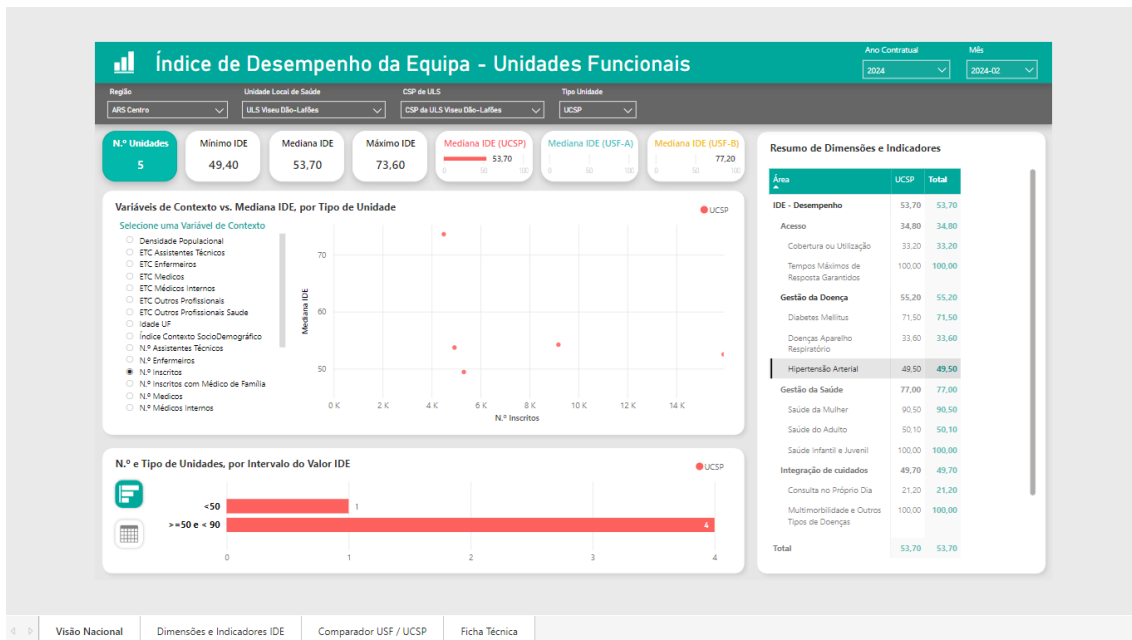 Índice de Desempenho da Equipa - Unidades Funcionais
Ano Contratual
2024
Mês
2024-02
Região
ARS Centro
Unidade Local de Saúde
ULS Viseu Dão-Lafões
CSP de ULS
CSP da ULS Viseu Dão-Lafões
Tipo Unidade
UCSP
N.º Unidades
5
Mínimo IDE
49,40
Mediana IDE
53,70
Máximo IDE
73,60
Mediana IDE (UCSP)
53,70
0 50 100
Mediana IDE (USF-A)
0 50 100
Mediana IDE (USF-B)
77,20
0 50 100
Variáveis de Contexto vs. Mediana IDE, por Tipo de Unidade
UCSP
Selecione uma Variável de Contexto
Densidade Populacional
ETC Assistentes Técnicos
ETC Enfermeiros
ETC Medicos
ETC Médicos Internos
ETC Outros Profissionais
ETC Outros Profissionais Saude
Idade UF
Índice Contexto SocioDemográfico
N.º Assistentes Técnicos
N.º Enfermeiros
N.º Inscritos
N.º Inscritos com Médico de Família
N.º Medicos
N.º Médicos Internos
Mediana IDE
70
60
50
0 K 2 K 4 K 6 K 8 K 10 K 12 K 14 K
N.º Inscritos
N.º e Tipo de Unidades, por Intervalo do Valor IDE
UCSP
<50 1
>=50 e < 90 4
0 1 2 3 4
Resumo de Dimensões e Indicadores
Área UCSP Total
IDE - Desempenho 53,70 53,70
Acesso 34,80 34,80
Cobertura ou Utilização 33,20 33,20
Tempos Máximos de 100,00 100,00
Resposta Garantidos
Gestão da Doença 55,20 55,20
Diabetes Mellitus 71,50 71,50
Doenças Aparelho 33,60 33,60
Respiratório
Hipertensão Arterial 49,50 49,50
Gestão da Saúde 77,00 77,00
Saúde da Mulher 90,50 90,50
Saúde do Adulto 50,10 50,10
Saúde Infantil e Juvenil 100,00 100,00
Integração de cuidados 49,70 49,70
Consulta no Próprio Dia 21,20 21,20
Multimorbilidade e Outros 100,00 100,00
Tipos de Doenças
Total 53,70 53,70
Visão Nacional
Dimensões e Indicadores IDE
Comparador USF / UCSP
Ficha Técnica